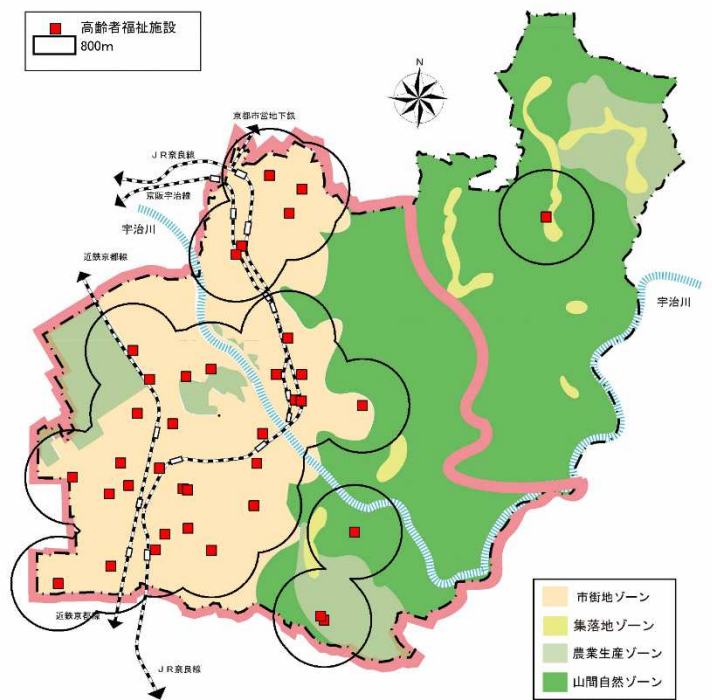 高齢者福祉施設
800m
N
京都市営地下鉄
JR奈良線
京阪宇治線
宇治川
近鉄京都線
宇治川
近鉄京都線
JR奈良線
市街地ゾーン
集落地ゾーン
農業生産ゾーン
山間自然ゾーン